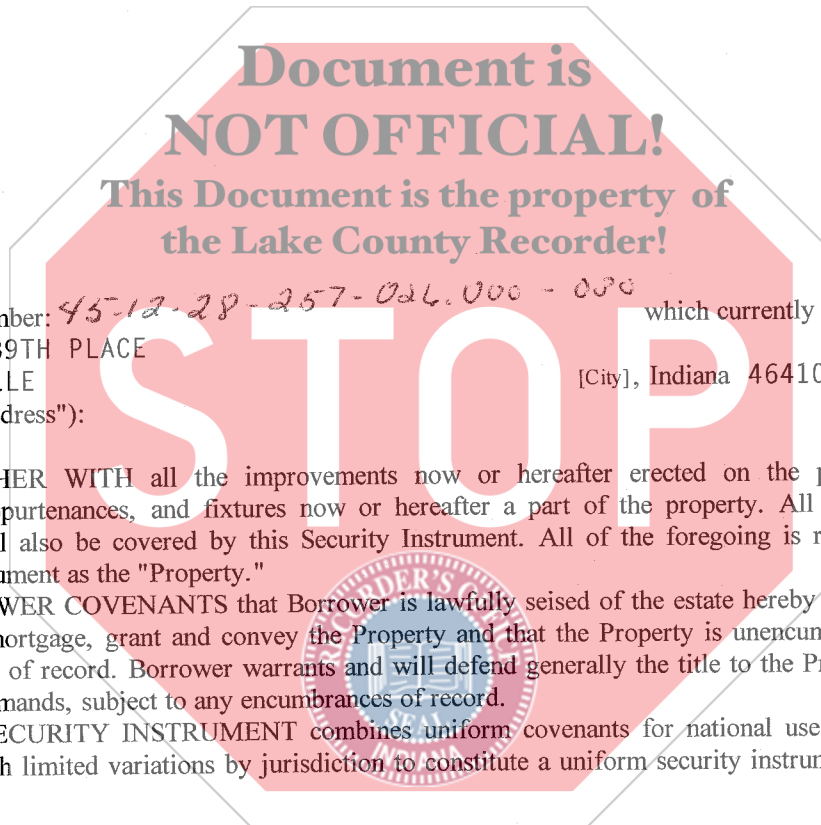 Document is
NOT OFFICIAL!
This Document is the property of
the Lake County Recorder!
mber: 45-12-28-257-026.000-030 which currently
39TH PLACE
LLE [City], Indiana 46410
dress"):
STOP
HER WITH all the improvements now or hereafter erected on the p
purtenances, and fixtures now or hereafter a part of the property. All
l also be covered by this Security Instrument. All of the foregoing is r
ument as the "Property."
WER COVENANTS that Borrower is lawfully seised of the estate hereby
nortgage, grant and convey the Property and that the Property is unencun
of record. Borrower warrants and will defend generally the title to the Pr
mands, subject to any encumbrances of record.
ECURITY INSTRUMENT combines uniform covenants for national use
h limited variations by jurisdiction to constitute a uniform security instrum
RECORDER'S OFFICE
SEAL
INDIANA